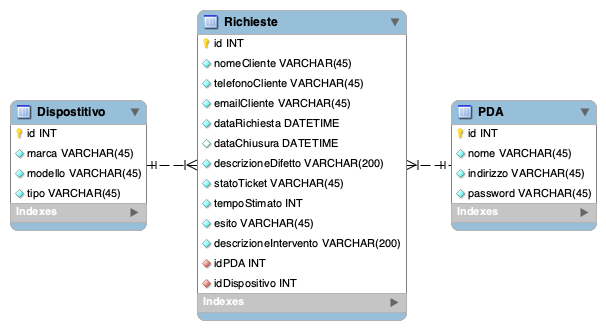 Dispostitivo
id INT
marca VARCHAR(45)
modello VARCHAR(45)
tipo VARCHAR(45)
Indexes
Richieste
id INT
nomeCliente VARCHAR(45)
telefonoCliente VARCHAR(45)
emailCliente VARCHAR(45)
dataRichiesta DATETIME
dataChiusura DATETIME
descrizioneDifetto VARCHAR(200)
statoTicket VARCHAR(45)
tempoStimato INT
esito VARCHAR(45)
descrizioneIntervento VARCHAR(200)
idPDA INT
idDispositivo INT
Indexes
PDA
id INT
nome VARCHAR(45)
indirizzo VARCHAR(45)
password VARCHAR(45)
Indexes